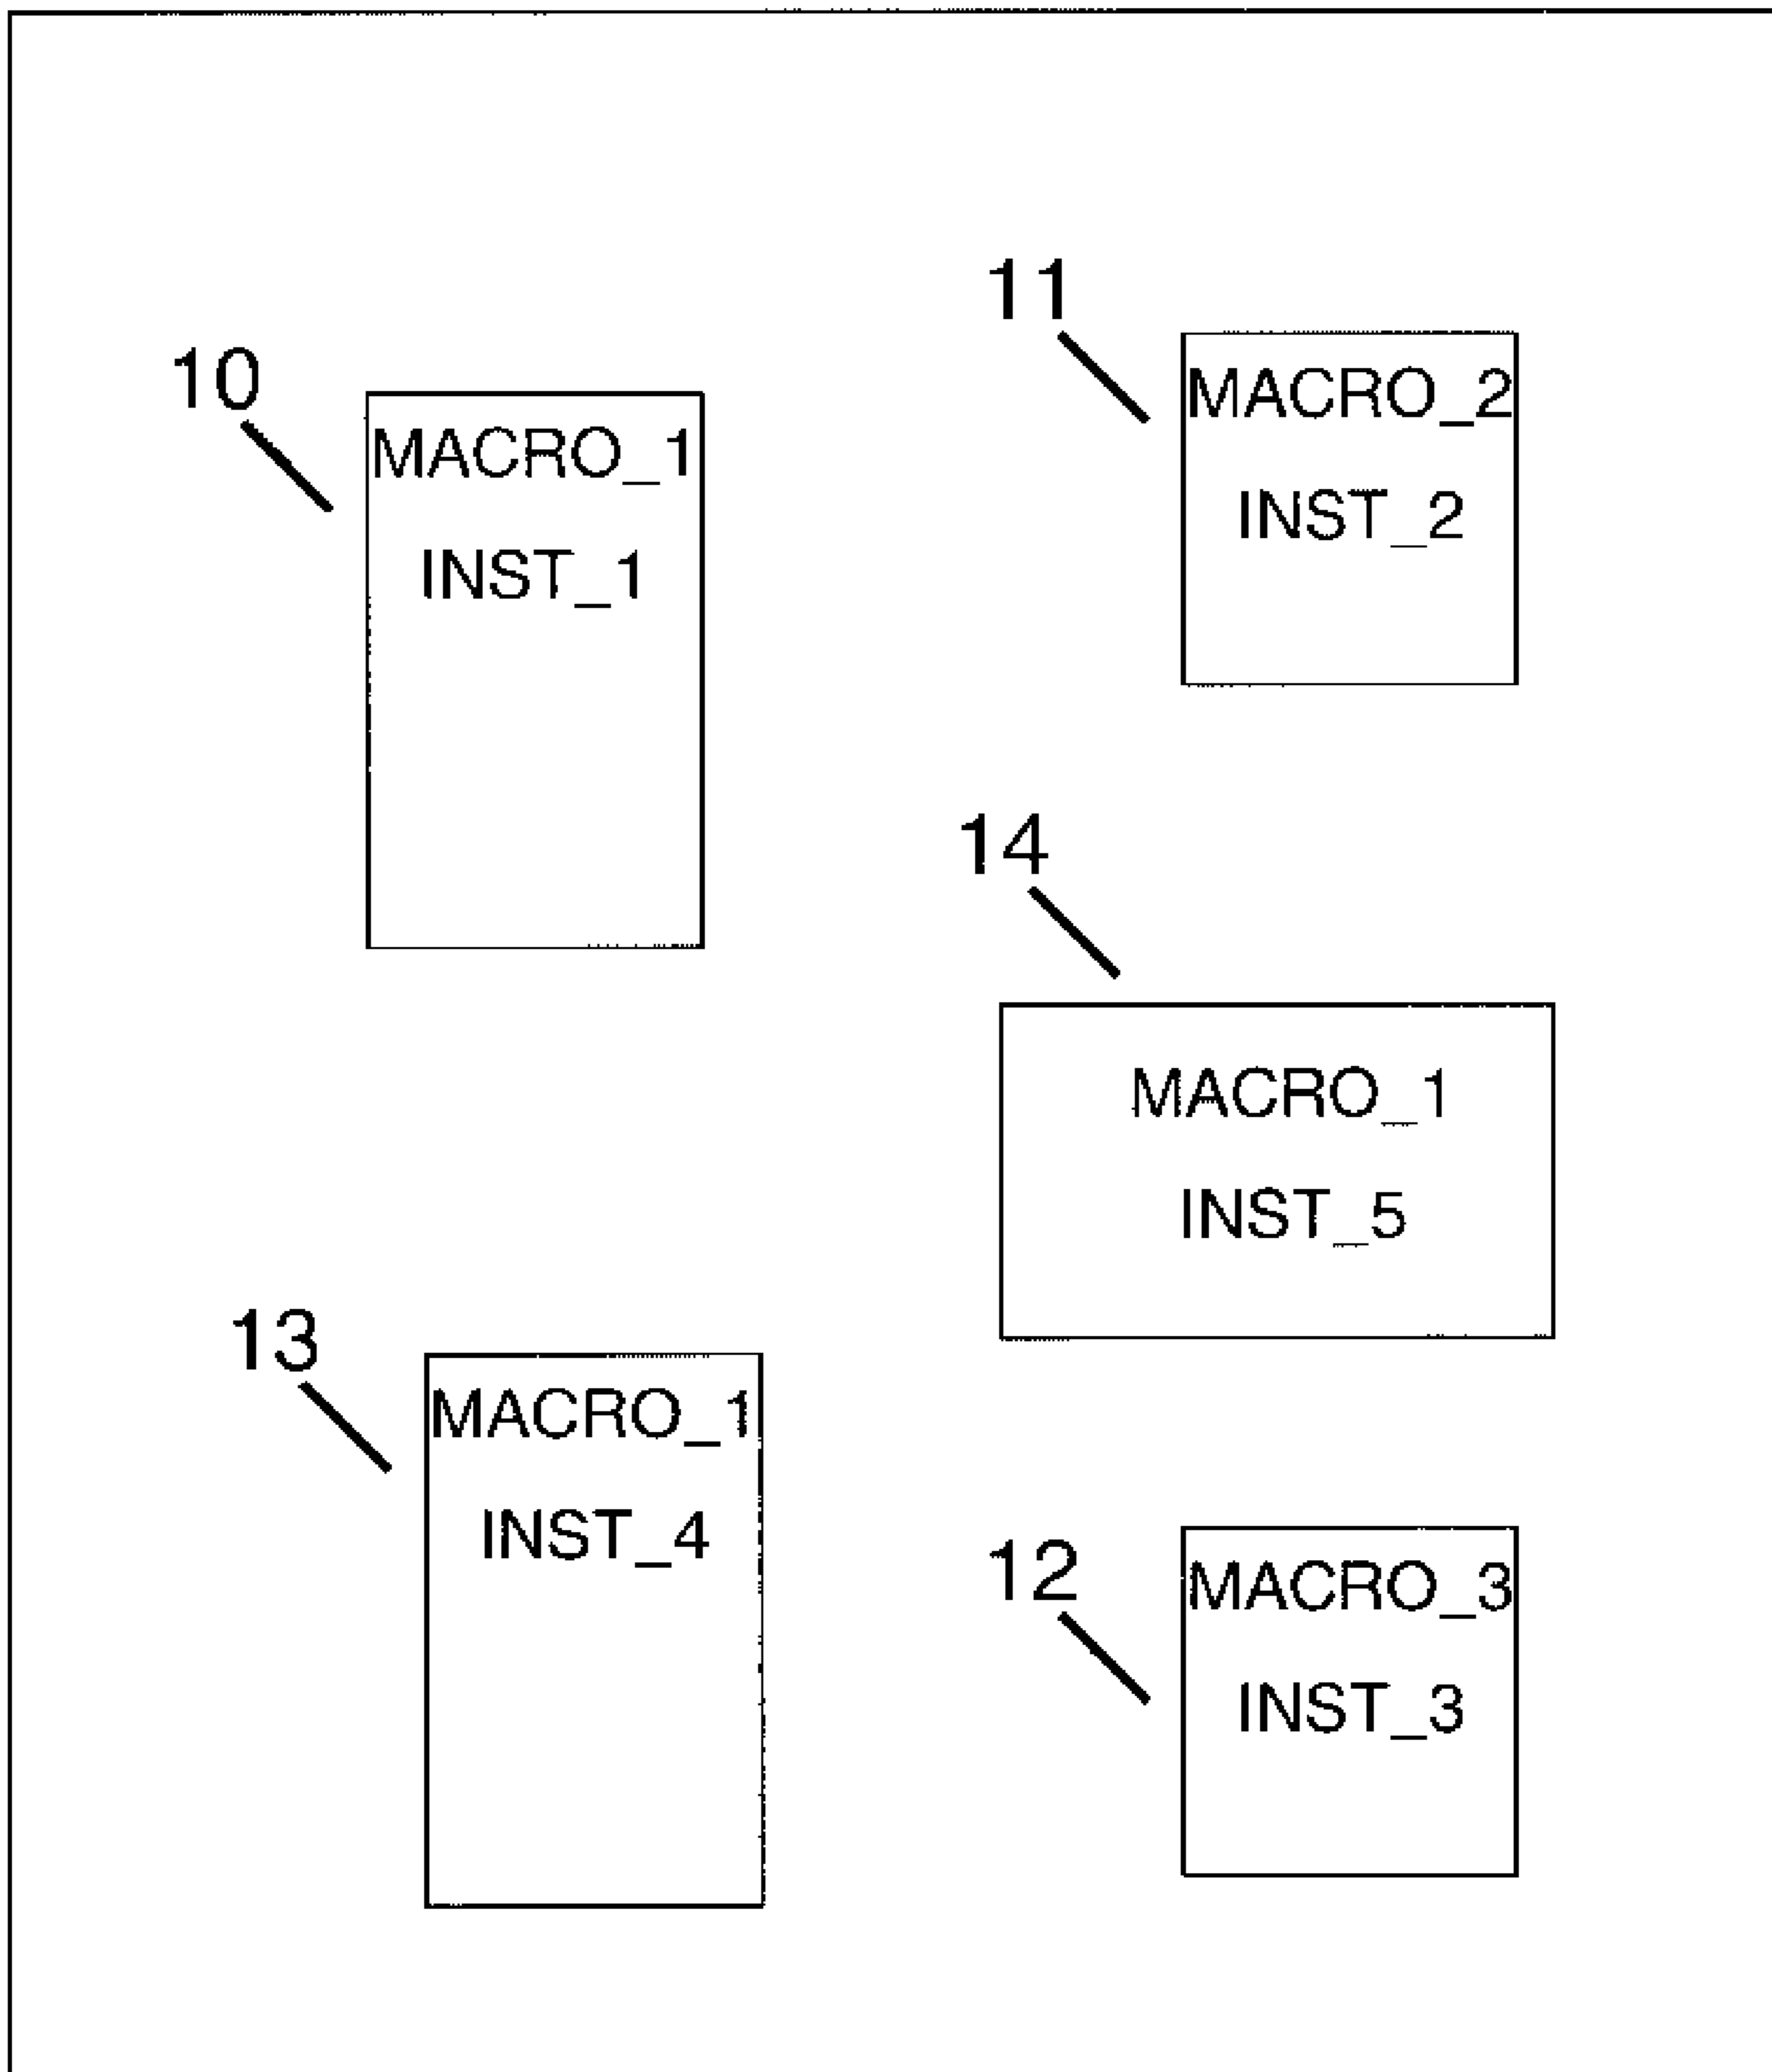 11
MACRO_2
INST_2
10
MACRO_1
INST_1
14
MACRO_1
INST_5
13
MACRO_1
INST_4
12
MACRO_3
INST_3